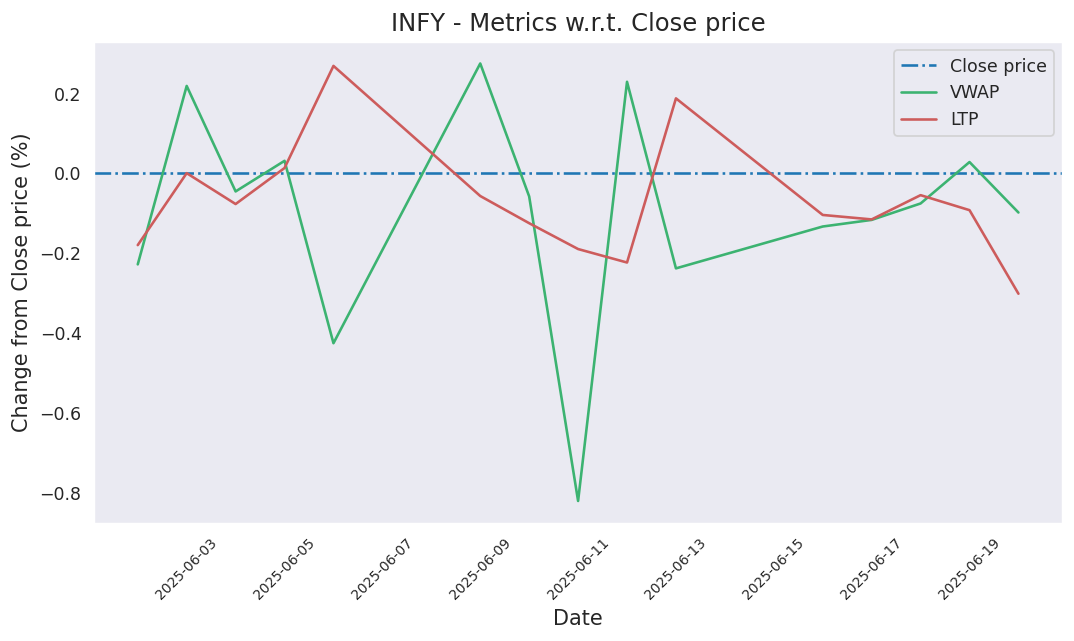 INFY - Metrics w.r.t. Close price
Close price
VWAP
LTP
Change from Close price (%)
0.2
0.0
−0.2
−0.4
−0.6
−0.8
2025-06-03
2025-06-05
2025-06-07
2025-06-09
2025-06-11
2025-06-13
2025-06-15
2025-06-17
2025-06-19
Date